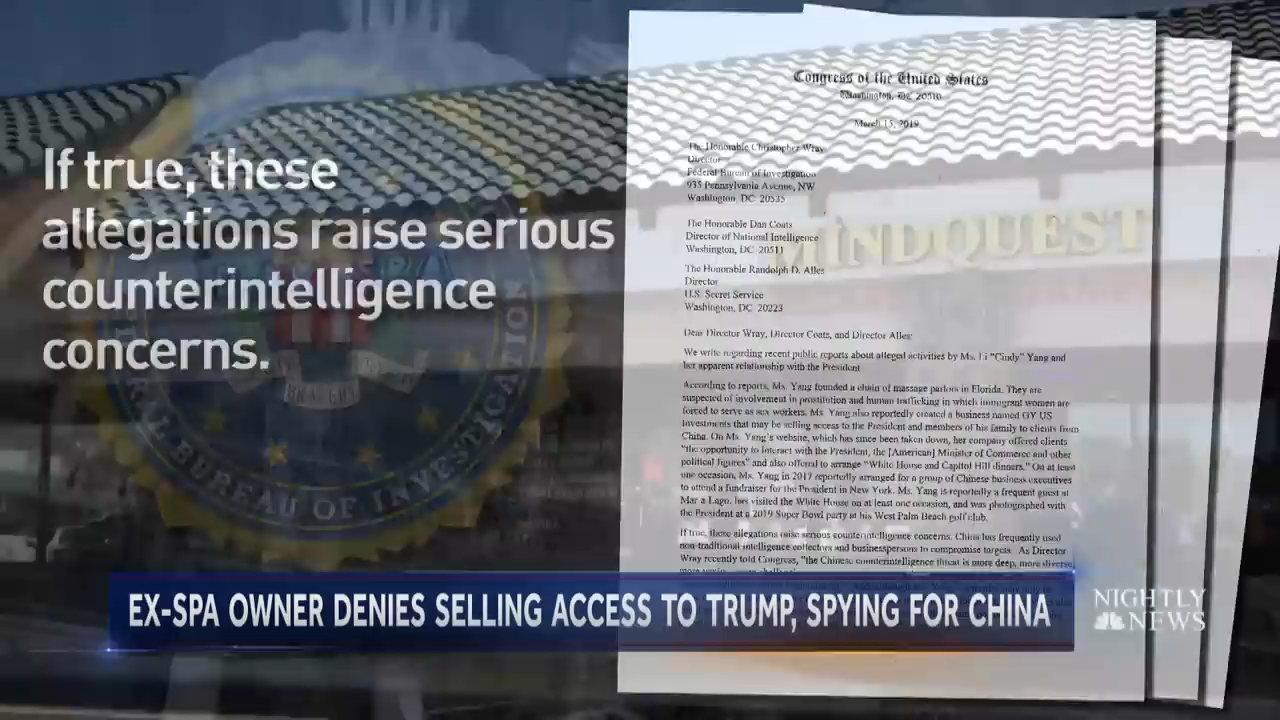 If true, these
allegations raise serious
counterintelligence
concerns.
Congress of the United States
Washington, DC 20510
March 15, 2019
The Honorable Christopher Wray
Director
Federal Bureau of Investigation
935 Pennsylvania Avenue, NW
Washington, DC 20535
The Honorable Dan Coats
Director of National Intelligence
Washington, DC 20511
The Honorable Randolph D. Alles
Director
U.S. Secret Service
Washington, DC 20223
Dear Director Wray, Director Coats, and Director Alles:
We write regarding recent public reports about alleged activities by Ms. Li "Cindy" Yang and
her apparent relationship with the President
According to reports, Ms. Yang founded a chain of massage parlors in Florida. They are
suspected of involvement in prostitution and human trafficking in which immigrant women are
forced to serve as sex workers. Ms. Yang also reportedly created a business named GY US
Investments that may be selling access to the President and members of his family to clients from
China. On Ms. Yang's website, which has since been taken down, her company offered clients
"the opportunity to interact with the President, the [American] Minister of Commerce and other
political figures" and also offered to arrange "White House and Capitol Hill dinners." On at least
one occasion, Ms. Yang in 2017 reportedly arranged for a group of Chinese business executives
to attend a fundraiser for the President in New York. Ms. Yang is reportedly a frequent guest at
Mar a Lago, has visited the White House on at least one occasion, and was photographed with
the President at a 2019 Super Bowl party at his West Palm Beach golf club.
If true, these allegations raise serious counterintelligence concerns. China has frequently used
non-traditional intelligence collectors and businesspersons to compromise targets. As Director
Wray recently told Congress, "the Chinese counterintelligence threat is more deep, more diverse,
MINDQUEST
BUREAU OF INVESTIGATION
EX-SPA OWNER DENIES SELLING ACCESS TO TRUMP, SPYING FOR CHINA
NIGHTLY
NEWS